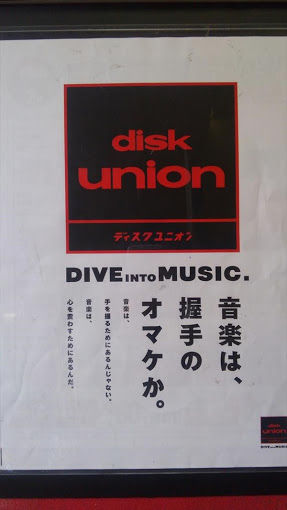 disk
union
ディスクユニオン
DIVE INTO MUSIC.
音楽は、
握手の
オマケか。
音楽は、
手を握るためにあるんじゃない。
音楽は、
心を震わすためにあるんだ。
disk
union
DIVE INTO MUSIC.